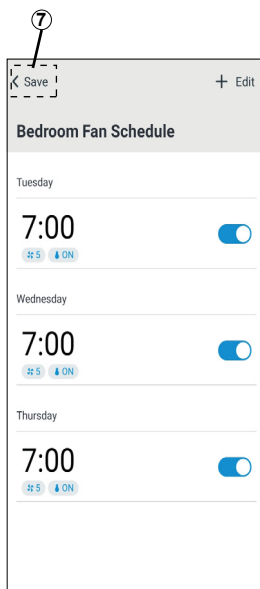 7
Save + Edit
Bedroom Fan Schedule
Tuesday
7:00
5 ON
Wednesday
7:00
5 ON
Thursday
7:00
5 ON